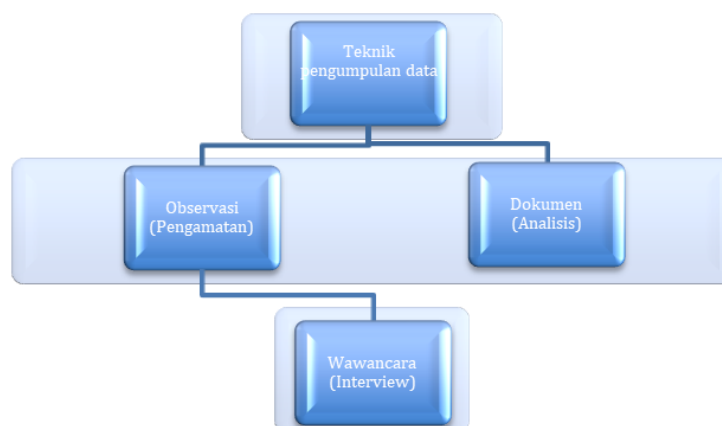 Teknik
pengumpulan data
Observasi
(Pengamatan)
Dokumen
(Analisis)
Wawancara
(Interview)